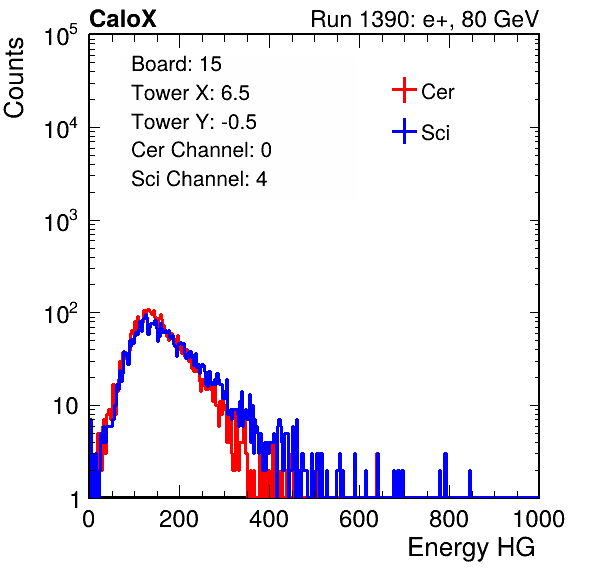 CaloX Run 1390: e+, 80 GeV
Counts
Board: 15
Tower X: 6.5
Tower Y: -0.5
Cer Channel: 0
Sci Channel: 4
Cer
Sci
10^5
10^4
10^3
10^2
10
1
0 200 400 600 800 1000
Energy HG